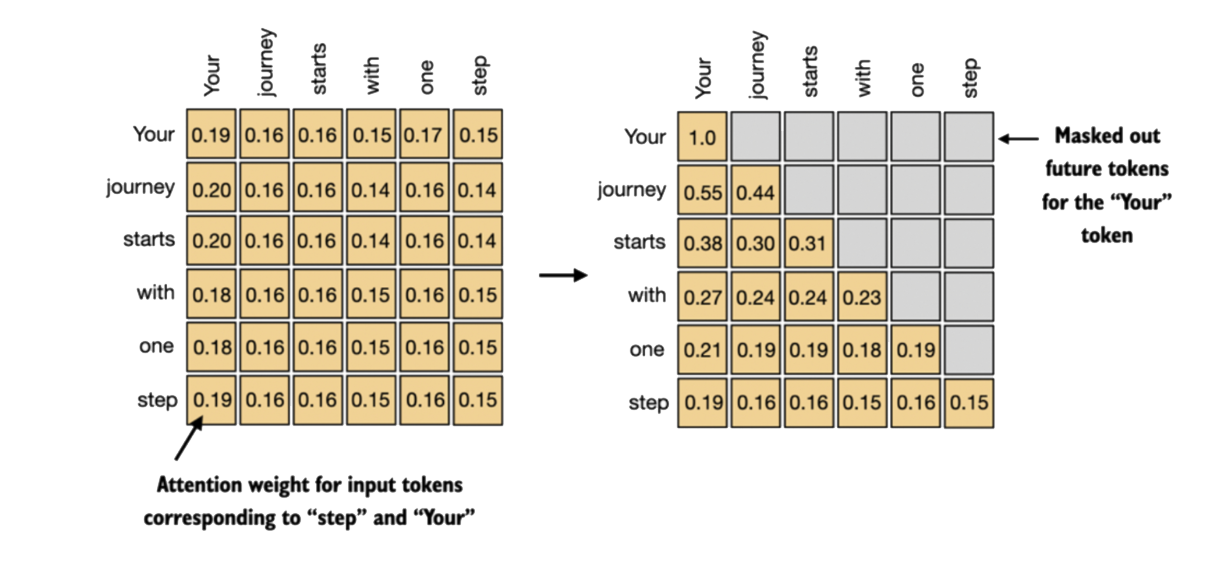 Your journey starts with one step
Your 0.19 0.16 0.16 0.15 0.17 0.15
journey 0.20 0.16 0.16 0.14 0.16 0.14
starts 0.20 0.16 0.16 0.14 0.16 0.14
with 0.18 0.16 0.16 0.15 0.16 0.15
one 0.18 0.16 0.16 0.15 0.16 0.15
step 0.19 0.16 0.16 0.15 0.16 0.15
Attention weight for input tokens
corresponding to “step” and “Your”
Your journey starts with one step
Your 1.0
journey 0.55 0.44
starts 0.38 0.30 0.31
with 0.27 0.24 0.24 0.23
one 0.21 0.19 0.19 0.18 0.19
step 0.19 0.16 0.16 0.15 0.16 0.15
Masked out
future tokens
for the “Your”
token